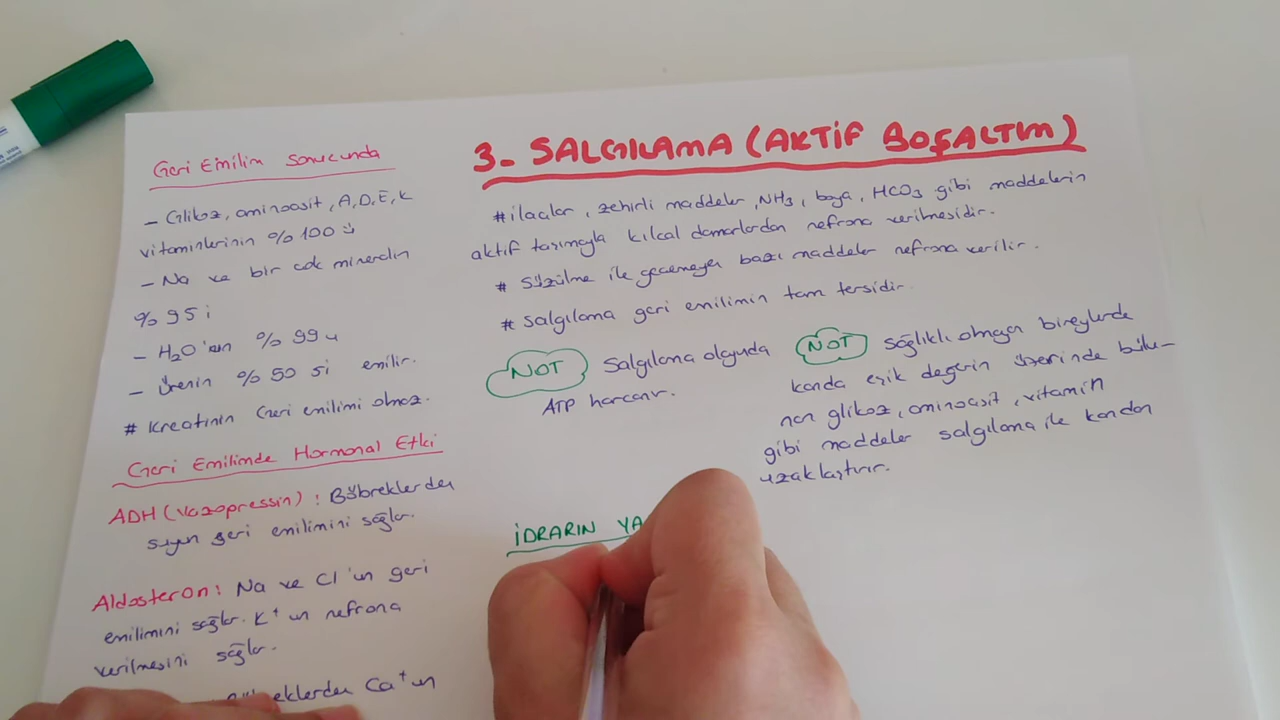 Geri Emilim Sonucunda
- Glikoz, aminoasit, A, D, E, K
vitaminlerinin %100 ü
- Na ve bir çok mineralin
%95 i
- H2O'nun %99 u
- Ürenin %50 si emilir.
# Kreatinin Geri emilimi olmaz.
Geri Emilimde Hormonal Etki
ADH (Vazopressin) : Böbreklerden
suyun geri emilimini sağlar.
Aldosteron : Na ve Cl 'un geri
emilimini sağlar. K+ un nefrona
verilmesini sağlar.
eklerden Ca+ un
3- SALGILAMA (AKTİF BOŞALTIM)
# ilaçlar, zehirli maddeler, NH3, boya, HCO3 gibi maddelerin
aktif taşımayla kılcal damarlardan nefrona verilmesidir.
# Süzülme ile geçemeyen bazı maddeler nefrona verilir.
# Salgılama geri emilimin tam tersidir.
NOT Salgılama olayında
ATP harcanır.
NOT Sağlıklı olmayan bireylerde
kanda eşik değerin üzerinde bulu-
nan glikoz, aminoasit, vitamin
gibi maddeler salgılama ile kandan
uzaklaştırır.
İDRARIN YA